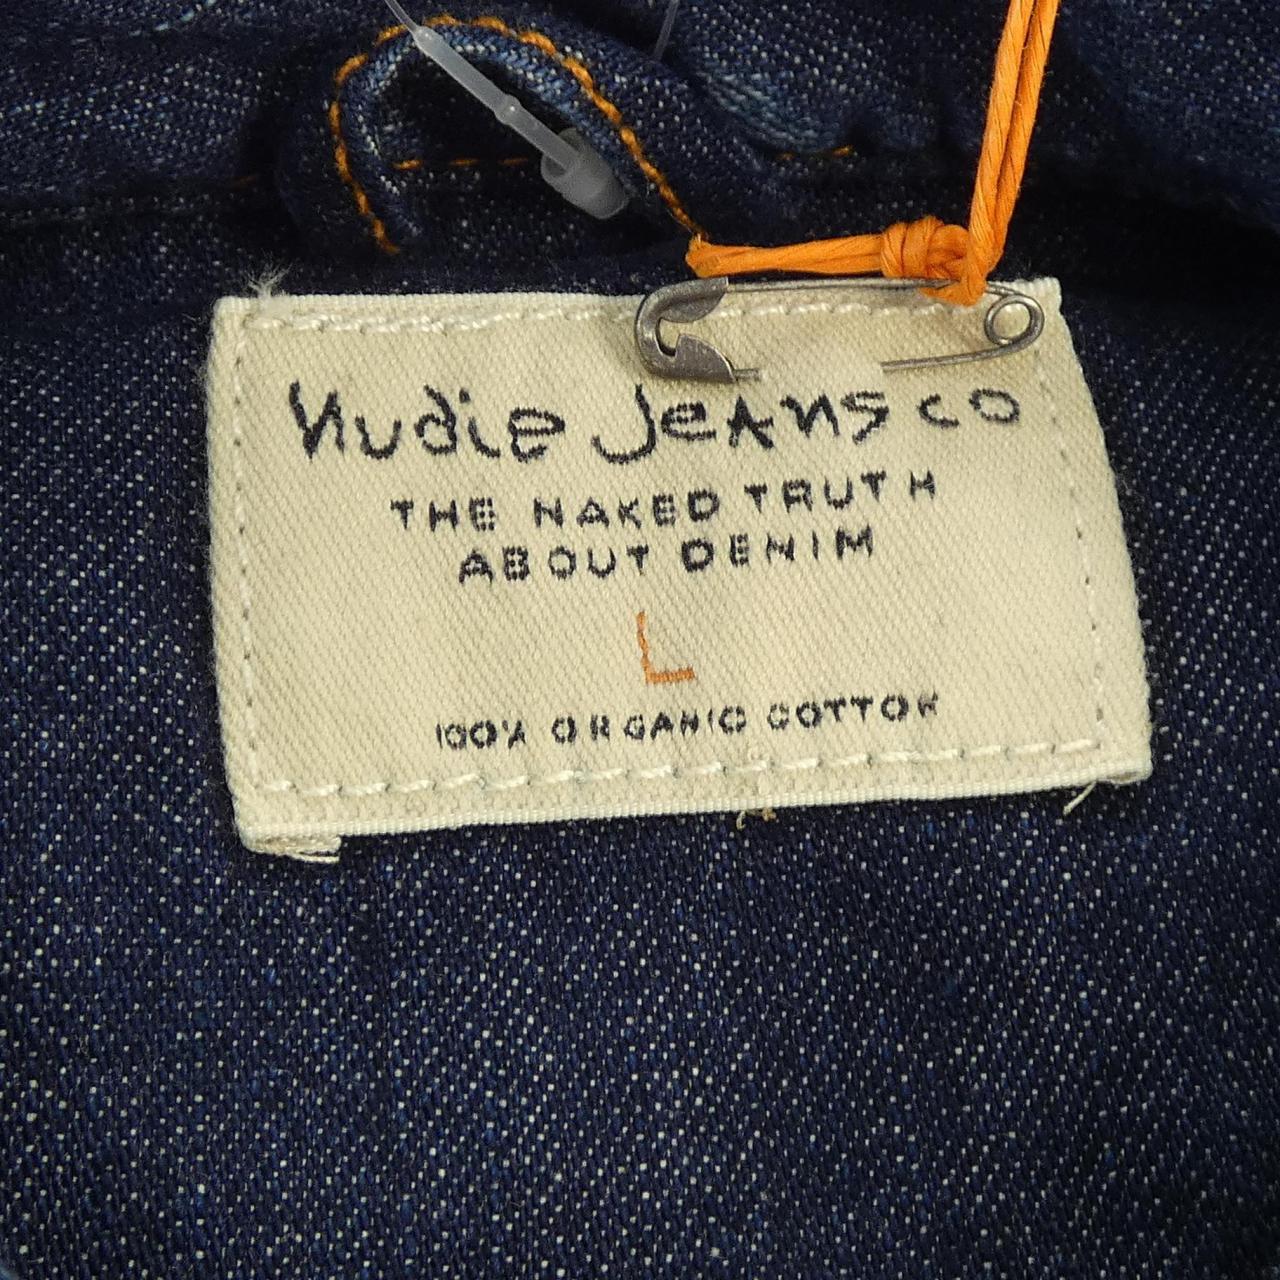 nudie Jeans co
THE NAKED TRUTH
ABOUT DENIM
L
100% ORGANIC COTTON